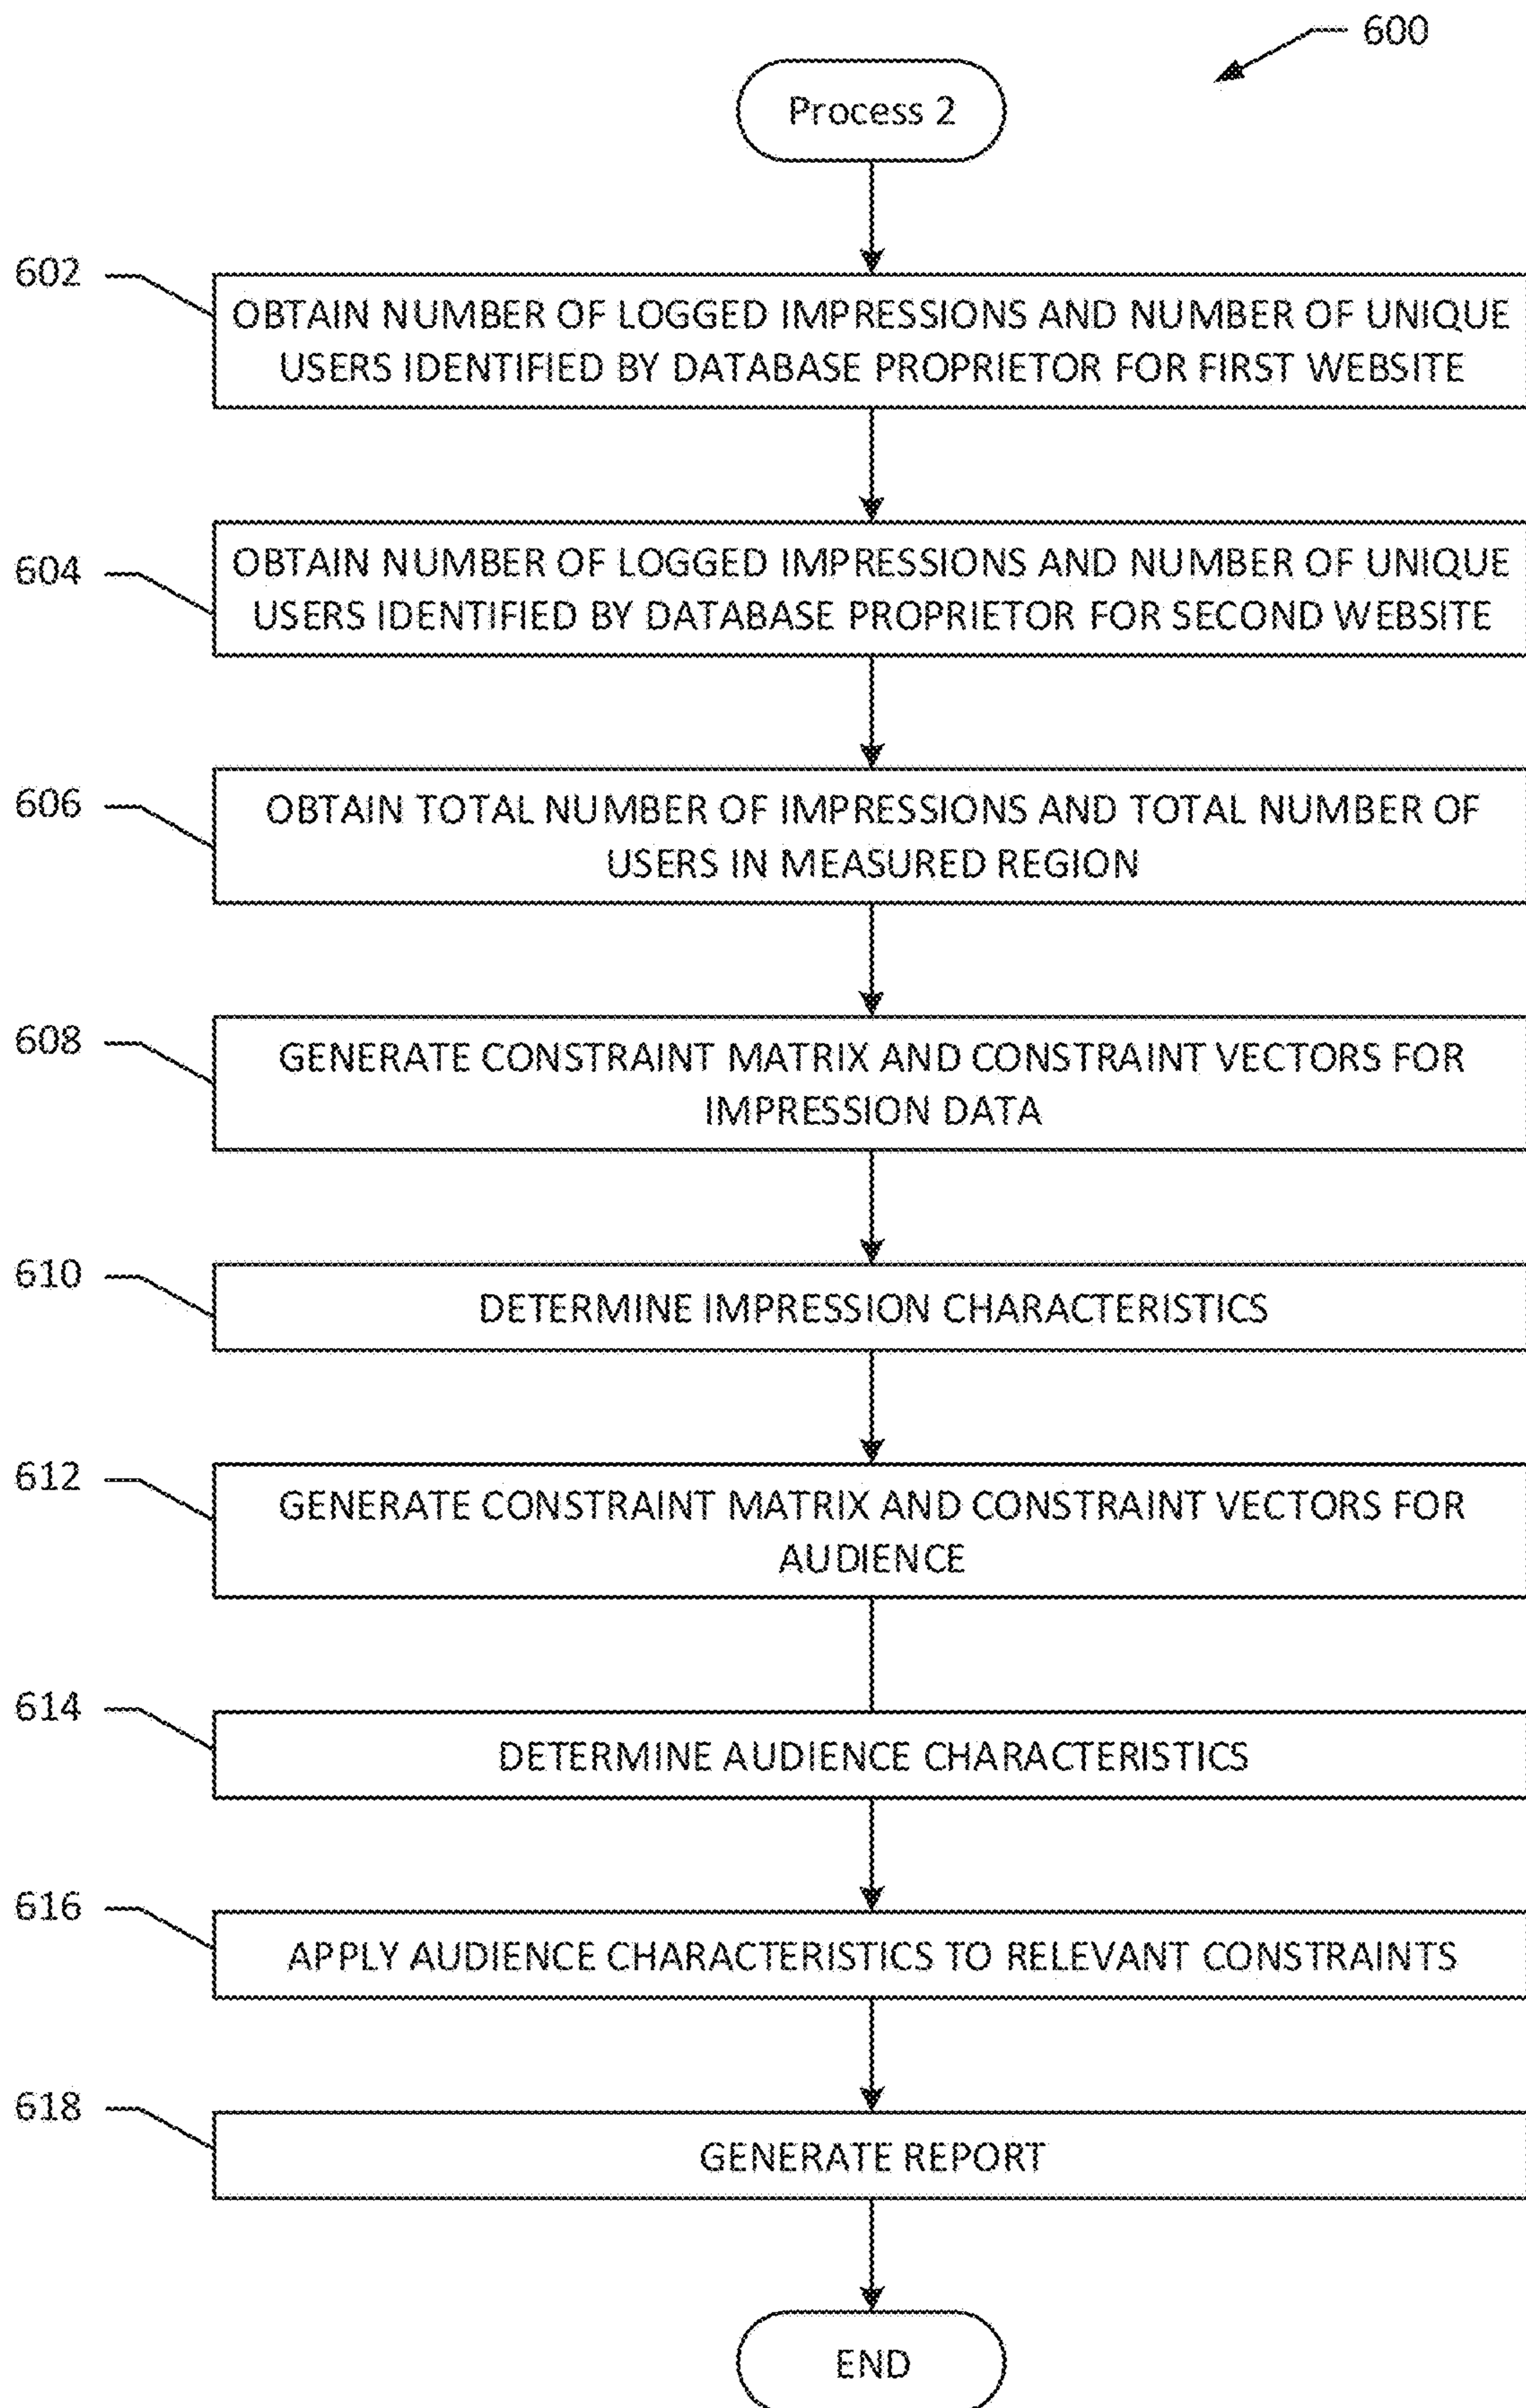 600
Process 2
602
OBTAIN NUMBER OF LOGGED IMPRESSIONS AND NUMBER OF UNIQUE
USERS IDENTIFIED BY DATABASE PROPRIETOR FOR FIRST WEBSITE
604
OBTAIN NUMBER OF LOGGED IMPRESSIONS AND NUMBER OF UNIQUE
USERS IDENTIFIED BY DATABASE PROPRIETOR FOR SECOND WEBSITE
606
OBTAIN TOTAL NUMBER OF IMPRESSIONS AND TOTAL NUMBER OF
USERS IN MEASURED REGION
608
GENERATE CONSTRAINT MATRIX AND CONSTRAINT VECTORS FOR
IMPRESSION DATA
610
DETERMINE IMPRESSION CHARACTERISTICS
612
GENERATE CONSTRAINT MATRIX AND CONSTRAINT VECTORS FOR
AUDIENCE
614
DETERMINE AUDIENCE CHARACTERISTICS
616
APPLY AUDIENCE CHARACTERISTICS TO RELEVANT CONSTRAINTS
618
GENERATE REPORT
END